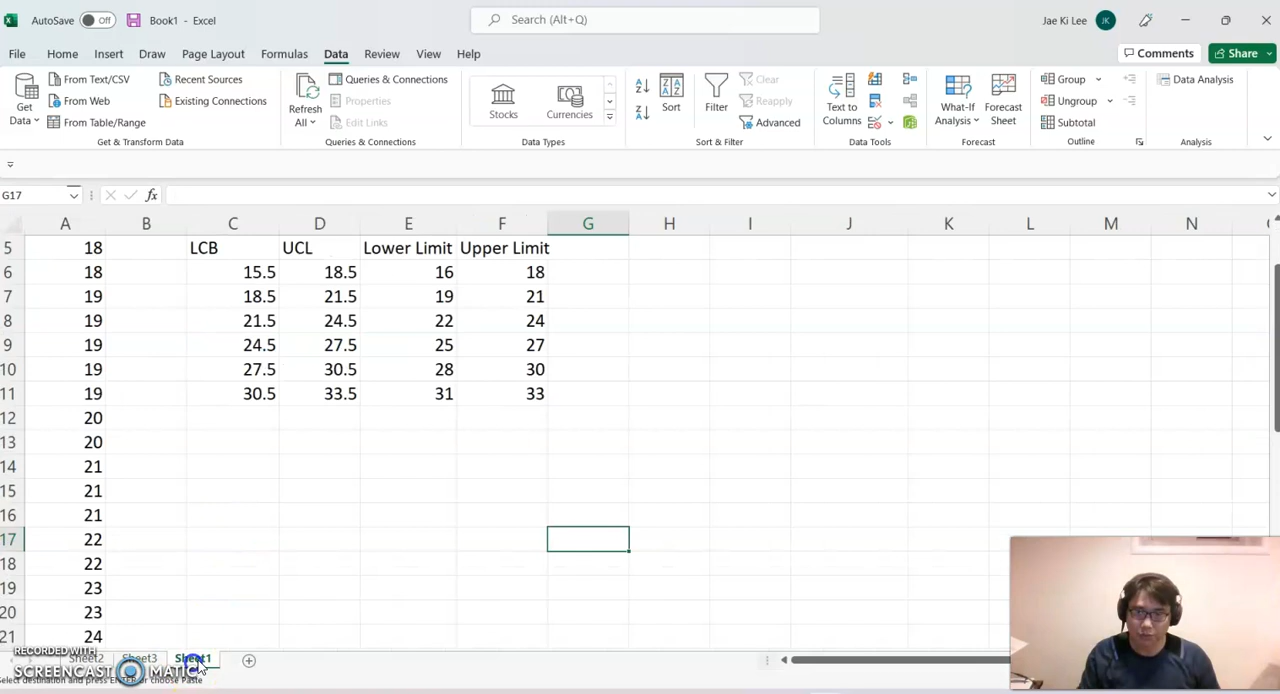 AutoSave Off Book1 - Excel Search (Alt+Q) Jae Ki Lee JK
File Home Insert Draw Page Layout Formulas Data Review View Help Comments Share
Get Data From Text/CSV From Web From Table/Range Recent Sources Existing Connections
Refresh All Queries & Connections Properties Edit Links
Stocks Currencies
Sort Filter Clear Reapply Advanced
Text to Columns
What-If Analysis Forecast Sheet
Group Ungroup Subtotal
Data Analysis
Get & Transform Data Queries & Connections Data Types Sort & Filter Data Tools Forecast Outline Analysis
G17 fx
A B C D E F G H I J K L M N
5 18 LCB UCL Lower Limit Upper Limit
6 18 15.5 18.5 16 18
7 19 18.5 21.5 19 21
8 19 21.5 24.5 22 24
9 19 24.5 27.5 25 27
10 19 27.5 30.5 28 30
11 19 30.5 33.5 31 33
12 20
13 20
14 21
15 21
16 21
17 22
18 22
19 23
20 23
21 24
Sheet2 Sheet3 Sheet1
RECORDED WITH
SCREENCAST MATIC
Select destination and press ENTER or choose Paste